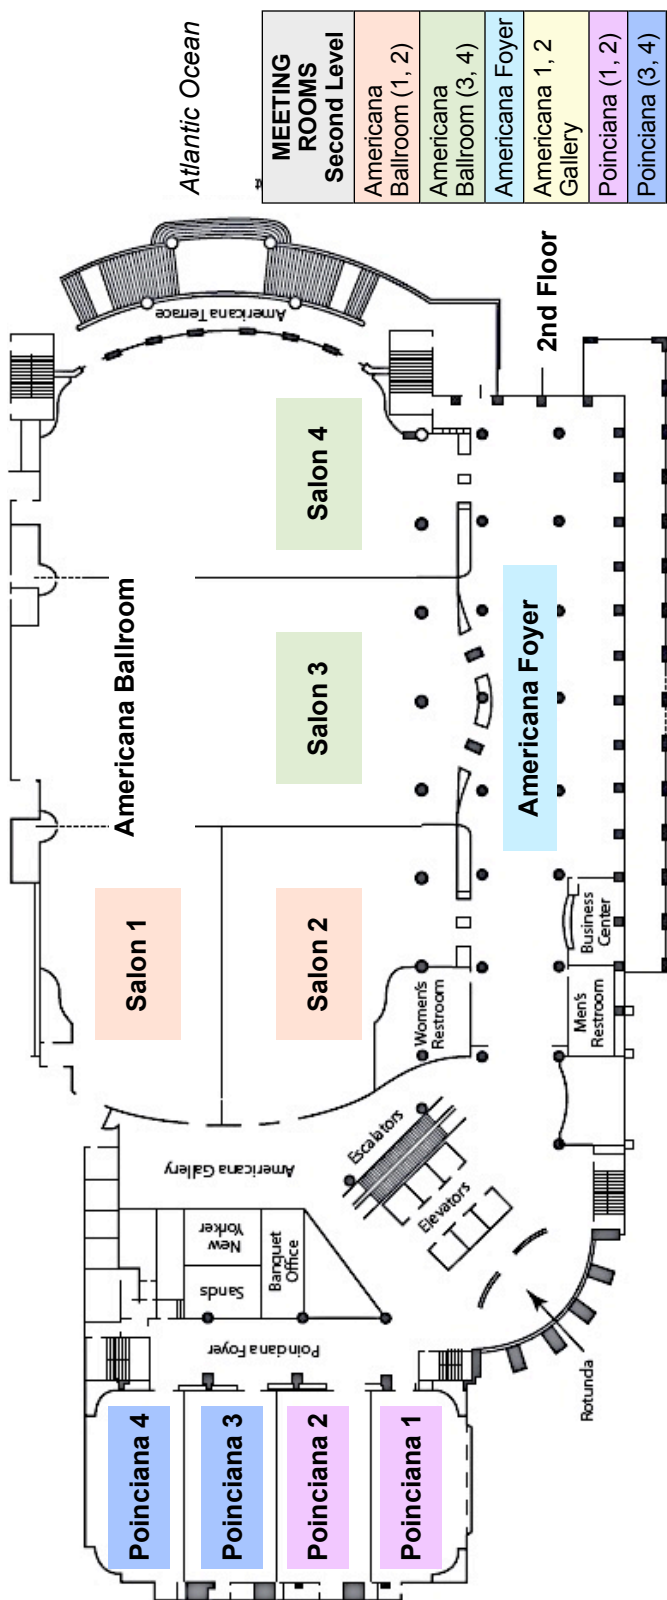 Atlantic Ocean
MEETING
ROOMS
Second Level
Americana
Ballroom (1, 2)
Americana
Ballroom (3, 4)
Americana Foyer
Americana 1, 2
Gallery
Poinciana (1, 2)
Poinciana (3, 4)
Americana Terrace
2nd Floor
Salon 4
Americana Ballroom
Salon 3
Americana Foyer
Salon 1
Salon 2
Women's
Restroom
Men's
Restroom
Business
Center
Americana Gallery
Escalators
Elevators
New
Yorker
Sands
Banquet
Office
Poinciana Foyer
Rotunda
Poinciana 4
Poinciana 3
Poinciana 2
Poinciana 1